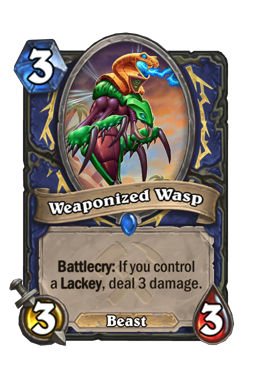 3
Weaponized Wasp
Battlecry: If you control
a Lackey, deal 3 damage.
3 3
Beast